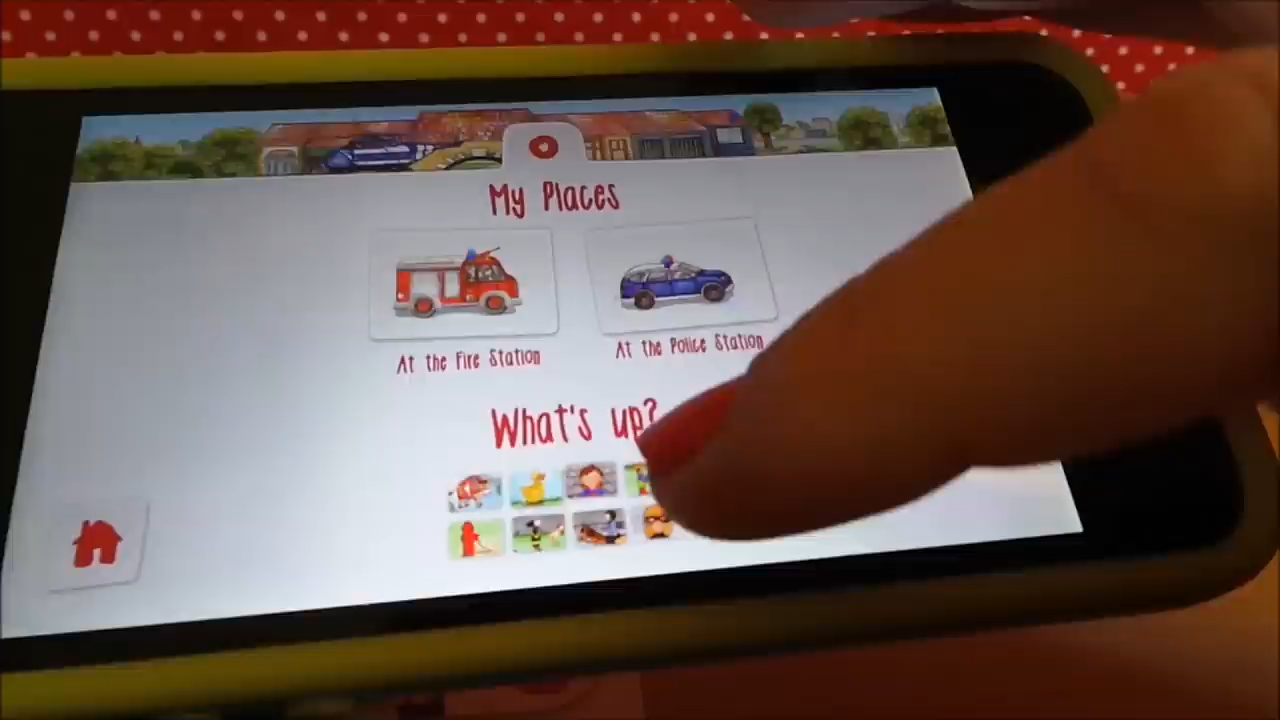 My Places
At the Fire Station
At the Police Station
What's up?